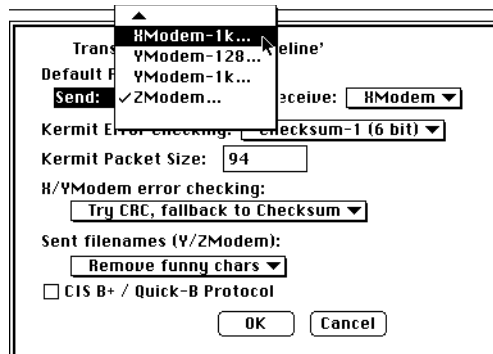 XModem-1k...
Trans eline'
YModem-128...
Default YModem-1k...
Send: ✓ZModem... eceive: XModem
Kermit Error checking: Checksum-1 (6 bit)
Kermit Packet Size: 94
X/YModem error checking:
Try CRC, fallback to Checksum
Sent filenames (Y/ZModem):
Remove funny chars
CIS B+ / Quick-B Protocol
OK Cancel